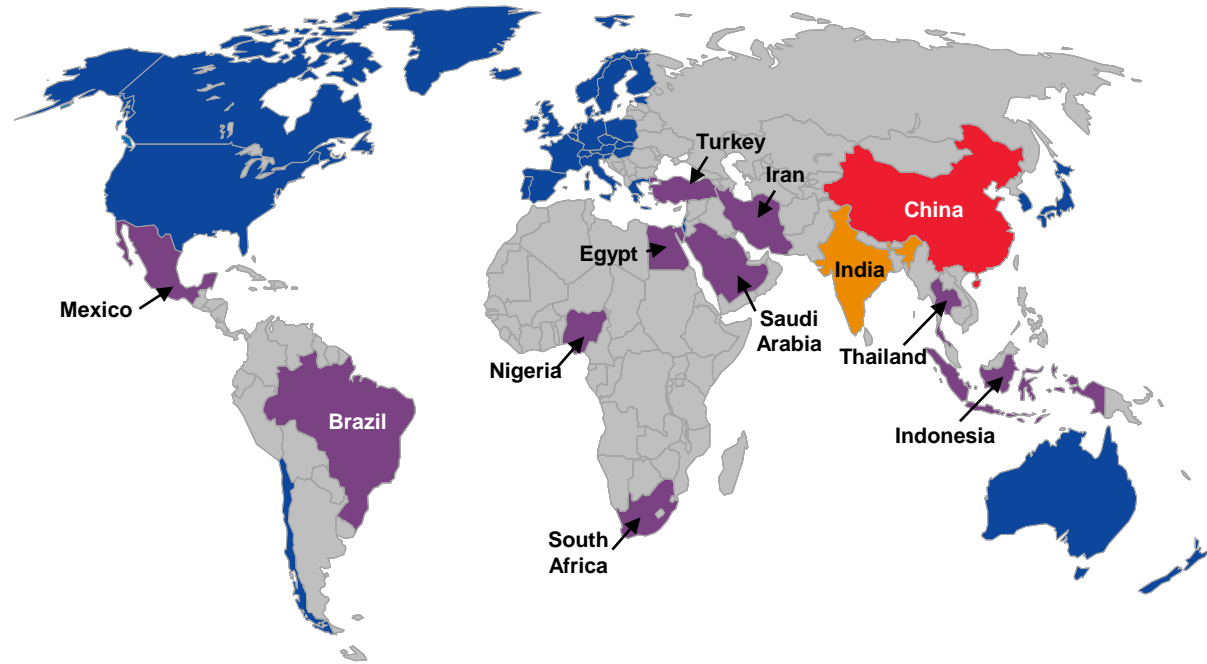 Turkey
Iran
China
Egypt
India
Mexico
Saudi
Arabia
Thailand
Nigeria
Brazil
Indonesia
South
Africa